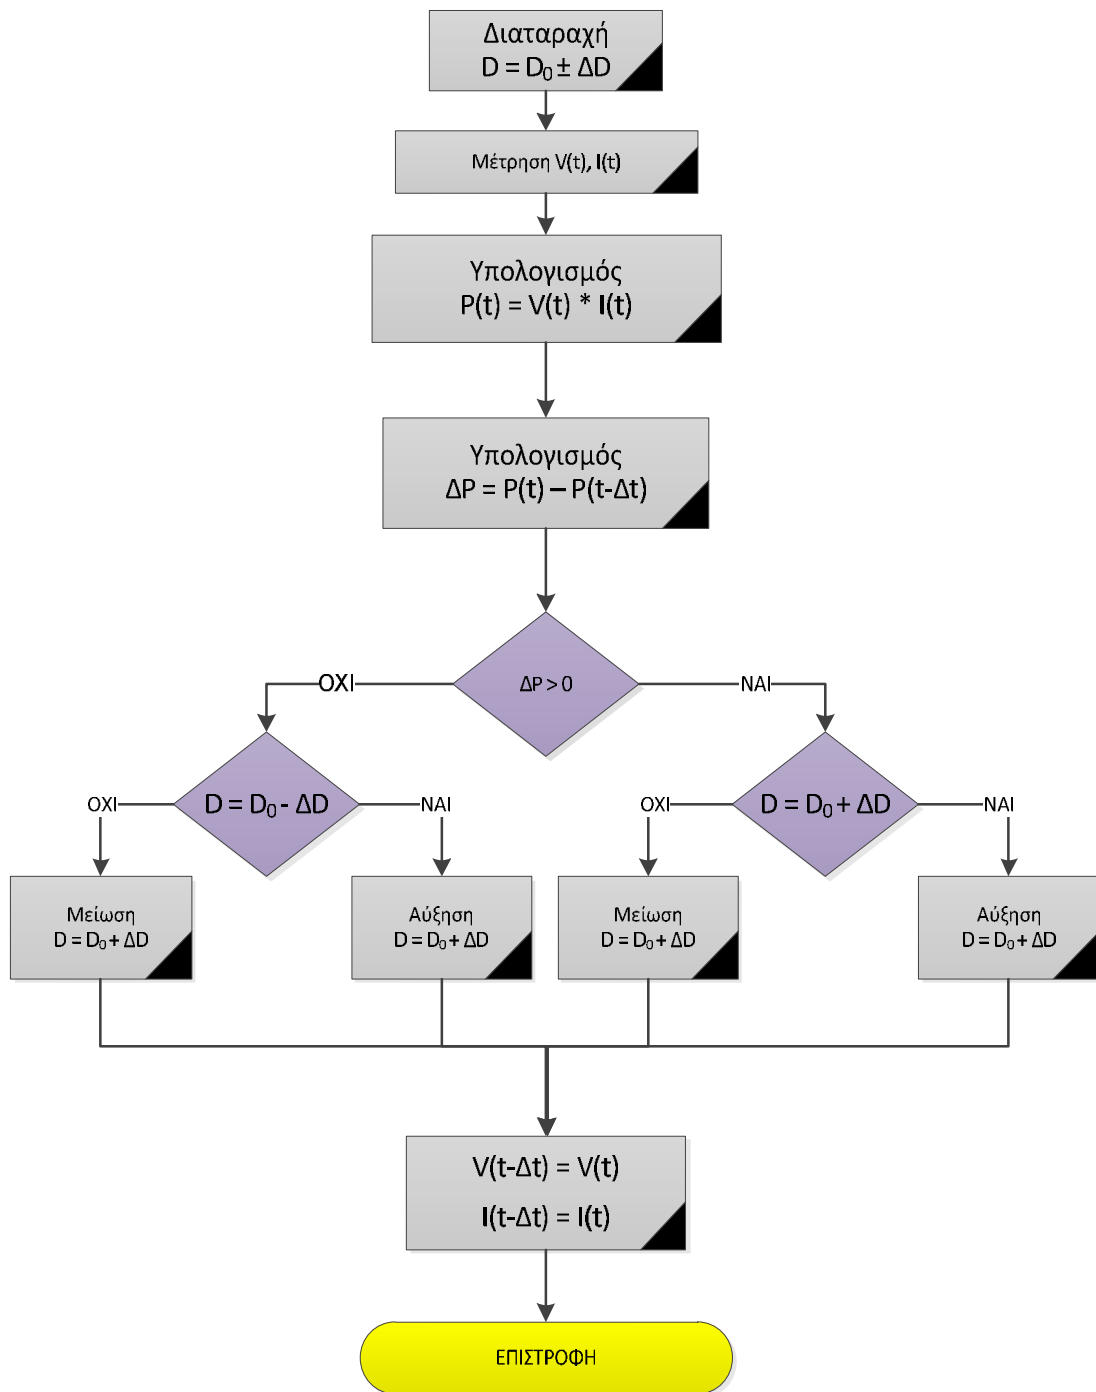 Διαταραχή
D = D₀ ± ΔD
Μέτρηση V(t), I(t)
Υπολογισμός
P(t) = V(t) * I(t)
Υπολογισμός
ΔP = P(t) – P(t-Δt)
ΔP > 0
ΟΧΙ
ΝΑΙ
D = D₀ - ΔD
D = D₀ + ΔD
ΟΧΙ
ΝΑΙ
ΟΧΙ
ΝΑΙ
Μείωση
D = D₀ + ΔD
Αύξηση
D = D₀ + ΔD
Μείωση
D = D₀ + ΔD
Αύξηση
D = D₀ + ΔD
V(t-Δt) = V(t)
I(t-Δt) = I(t)
ΕΠΙΣΤΡΟΦΗ